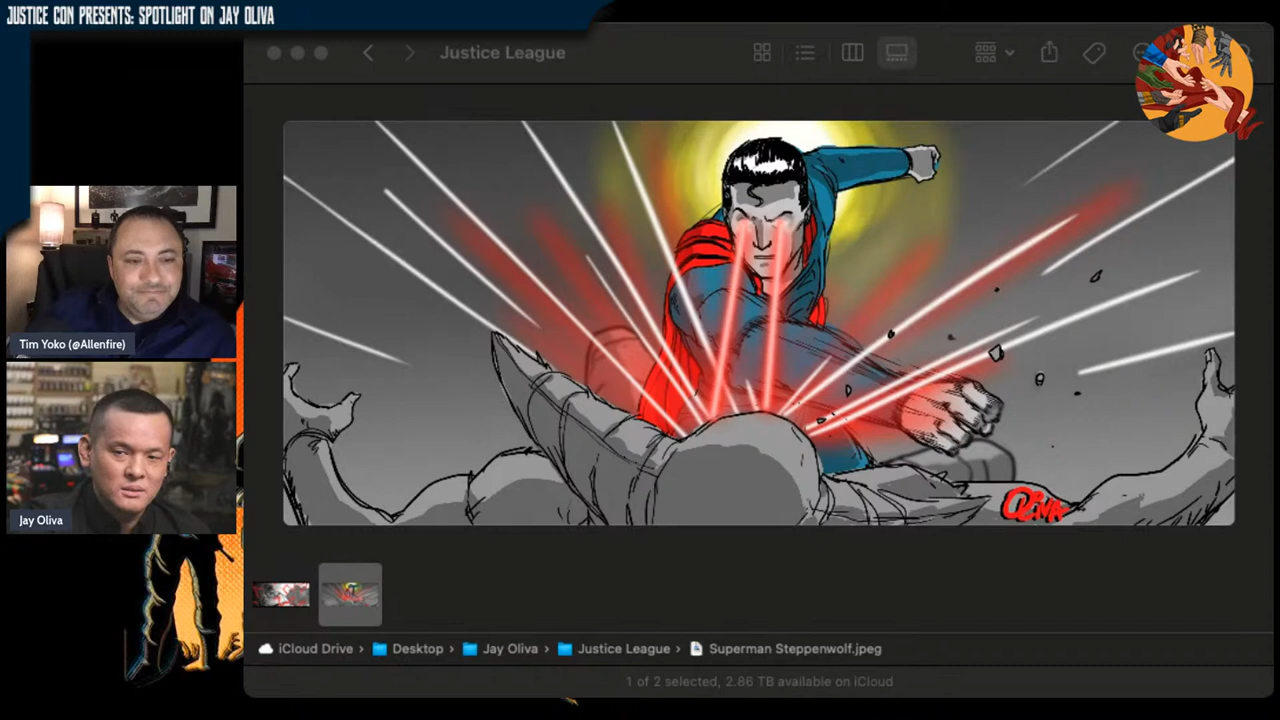 JUSTICE CON PRESENTS: SPOTLIGHT ON JAY OLIVA
Justice League
Tim Yoko (@Allenfire)
Jay Oliva
OLIVA
iCloud Drive › Desktop › Jay Oliva › Justice League › Superman Steppenwolf.jpeg
1 of 2 selected, 2.86 TB available on iCloud